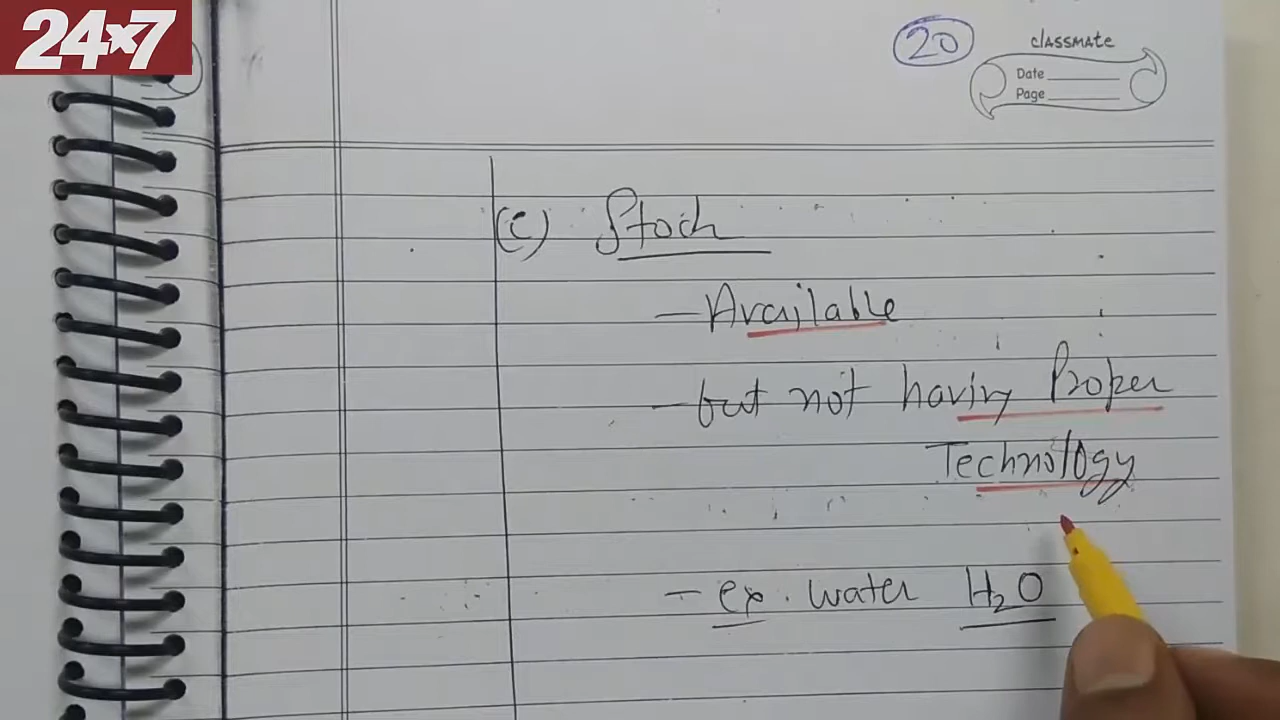 24x7
20
classmate
Date
Page
(C) Stock
- Available
- but not having Proper
Technology
- ex. water H₂O